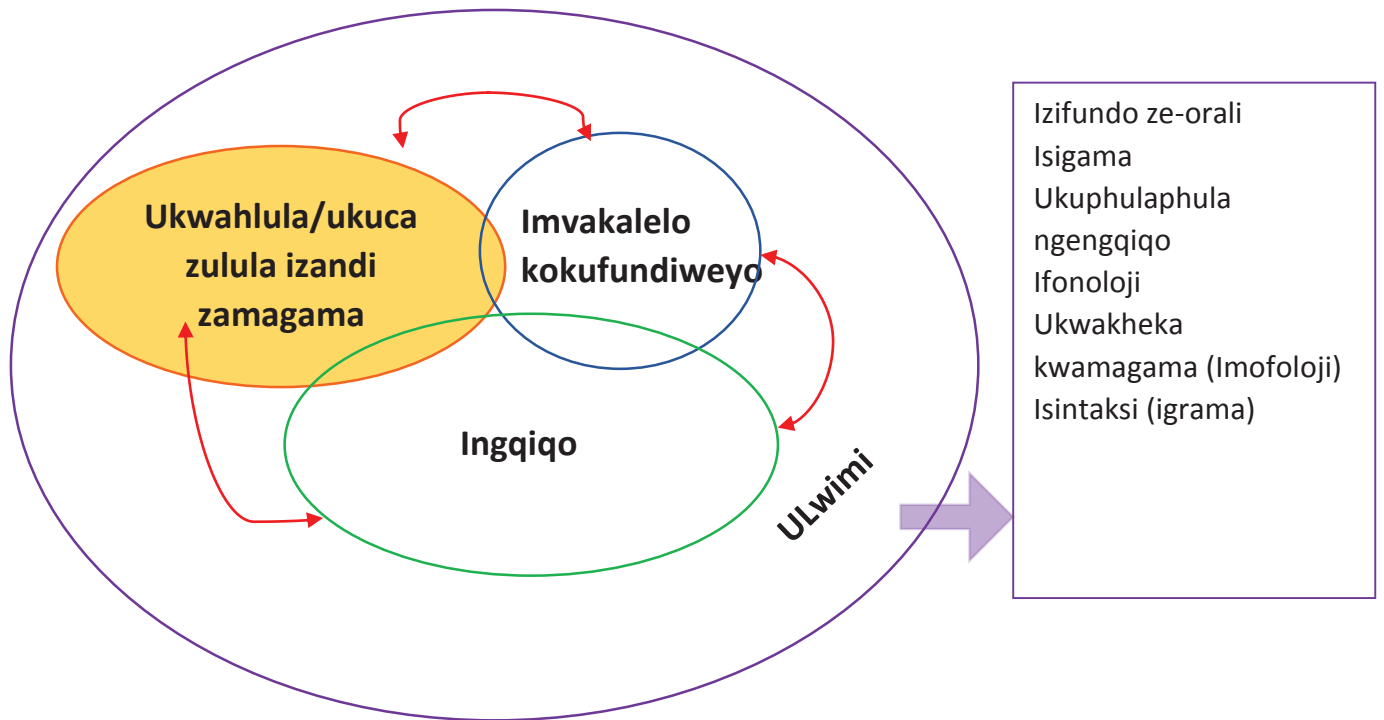 Ukwahlula/ukuca
zulula izandi
zamagama
Imvakalelo
kokufundiweyo
Ingqiqo
ULwimi
Izifundo ze-orali
Isigama
Ukuphulaphula
ngengqiqo
Ifonoloji
Ukwakheka
kwamagama (Imofoloji)
Isintaksi (igrama)